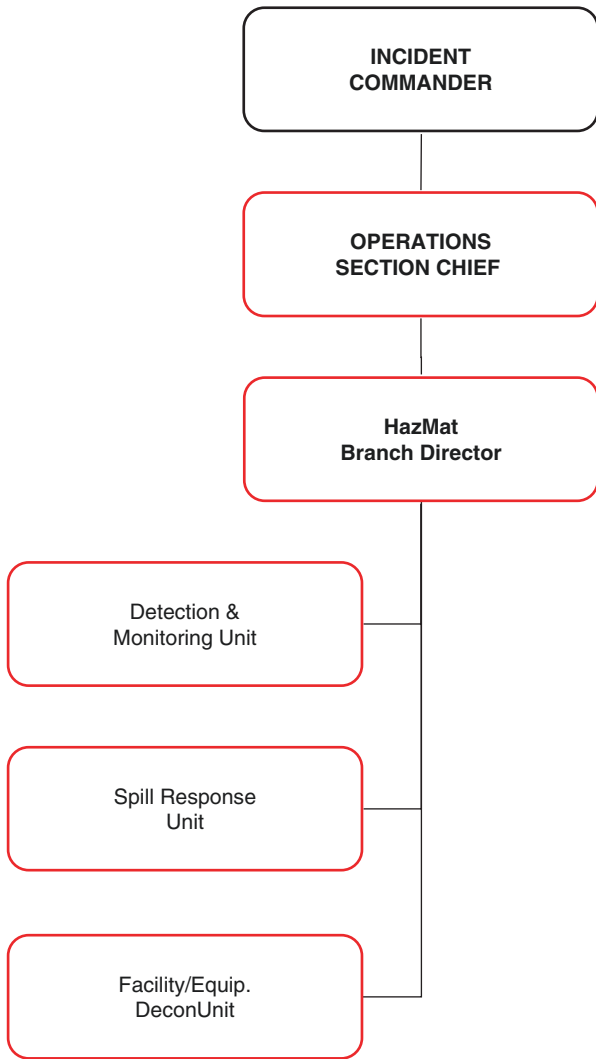 INCIDENT
COMMANDER
OPERATIONS
SECTION CHIEF
HazMat
Branch Director
Detection &
Monitoring Unit
Spill Response
Unit
Facility/Equip.
DeconUnit